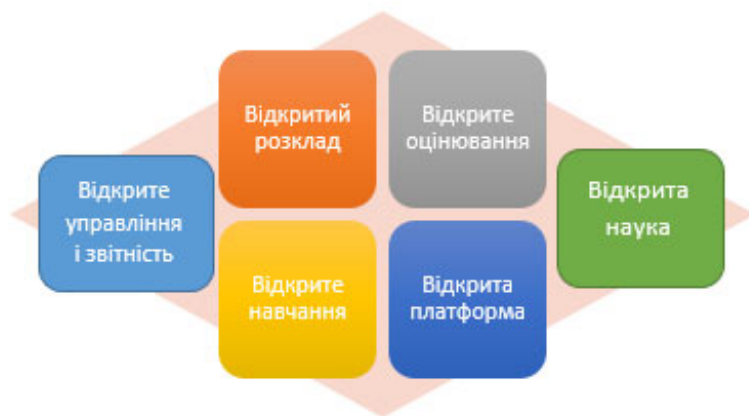 Відкритий
розклад
Відкрите
оцінювання
Відкрите
управління
і звітність
Відкрита
наука
Відкрите
навчання
Відкрита
платформа